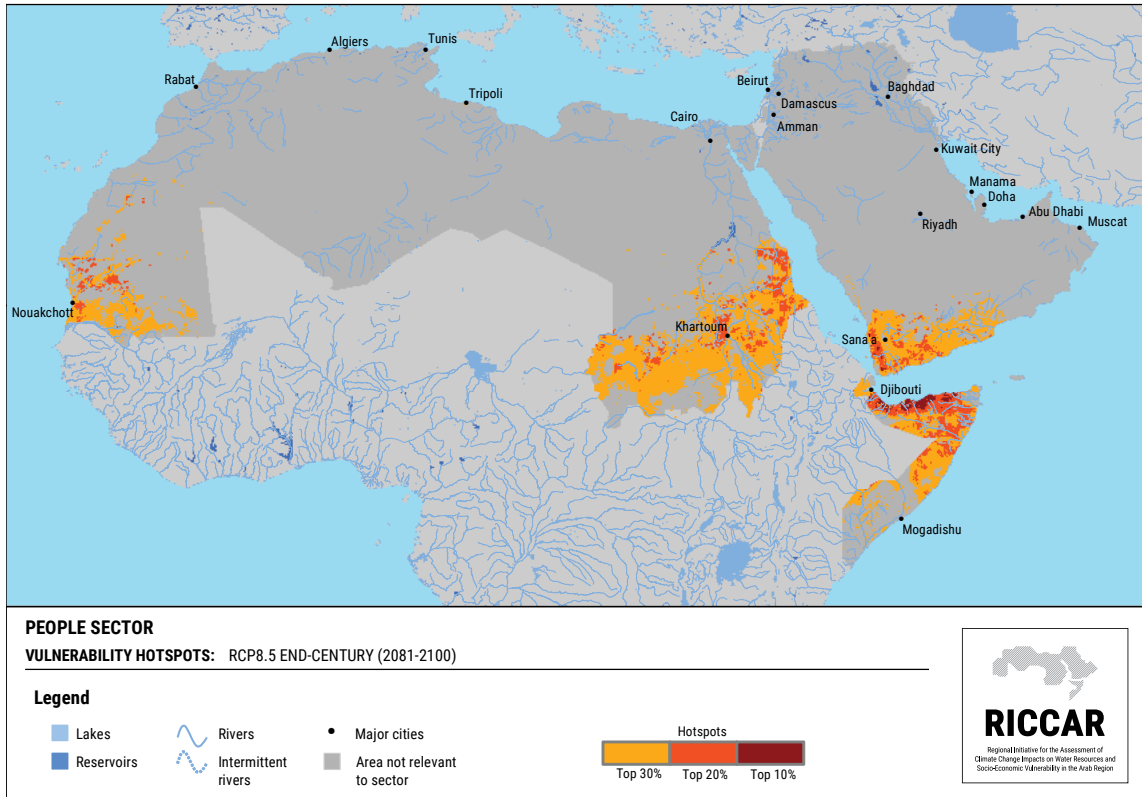 Algiers
Tunis
Rabat
Tripoli
Beirut
Damascus
Baghdad
Amman
Cairo
Kuwait City
Manama
Doha
Abu Dhabi
Muscat
Riyadh
Nouakchott
Khartoum
Sana'a
Djibouti
Mogadishu
PEOPLE SECTOR
VULNERABILITY HOTSPOTS: RCP8.5 END-CENTURY (2081-2100)
Legend
Lakes
Reservoirs
Rivers
Intermittent
rivers
Major cities
Area not relevant
to sector
Hotspots
Top 30% Top 20% Top 10%
RICCAR
Regional Initiative for the Assessment of
Climate Change Impacts on Water Resources and
Socio-Economic Vulnerability in the Arab Region